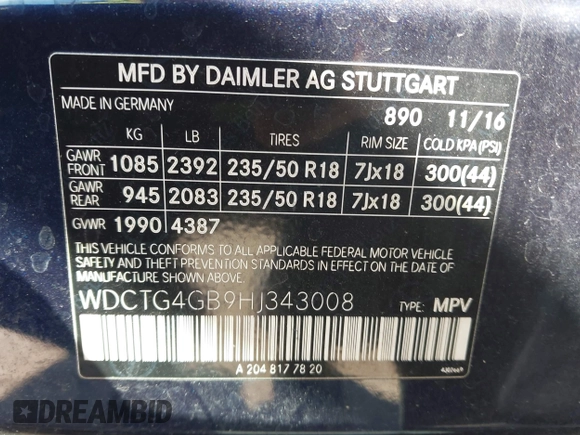 MFD BY DAIMLER AG STUTTGART
MADE IN GERMANY 890 11/16
KG LB TIRES RIM SIZE COLD KPA(PSI)
GAWR FRONT 1085 2392 235/50 R18 7Jx18 300(44)
GAWR REAR 945 2083 235/50 R18 7Jx18 300(44)
GVWR 1990 4387
THIS VEHICLE CONFORMS TO ALL APPLICABLE FEDERAL MOTOR VEHICLE
SAFETY AND THEFT PREVENTION STANDARDS IN EFFECT ON THE DATE
OF MANUFACTURE SHOWN ABOVE.
WDCTG4GB9HJ343008 TYPE: MPV
A 204 817 78 20
DREAMBID